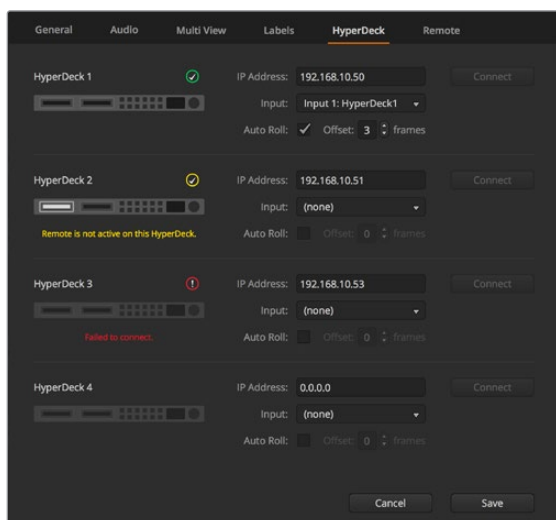 General Audio Multi View Labels HyperDeck Remote
HyperDeck 1 IP Address: 192.168.10.50 Connect
Input: Input 1: HyperDeck1
Auto Roll: Offset: 3 frames
HyperDeck 2 IP Address: 192.168.10.51 Connect
Input: (none)
Remote is not active on this HyperDeck.
Auto Roll: Offset: 0 frames
HyperDeck 3 IP Address: 192.168.10.53 Connect
Input: (none)
Failed to connect.
Auto Roll: Offset: 0 frames
HyperDeck 4 IP Address: 0.0.0.0 Connect
Input: (none)
Auto Roll: Offset: 0 frames
Cancel Save